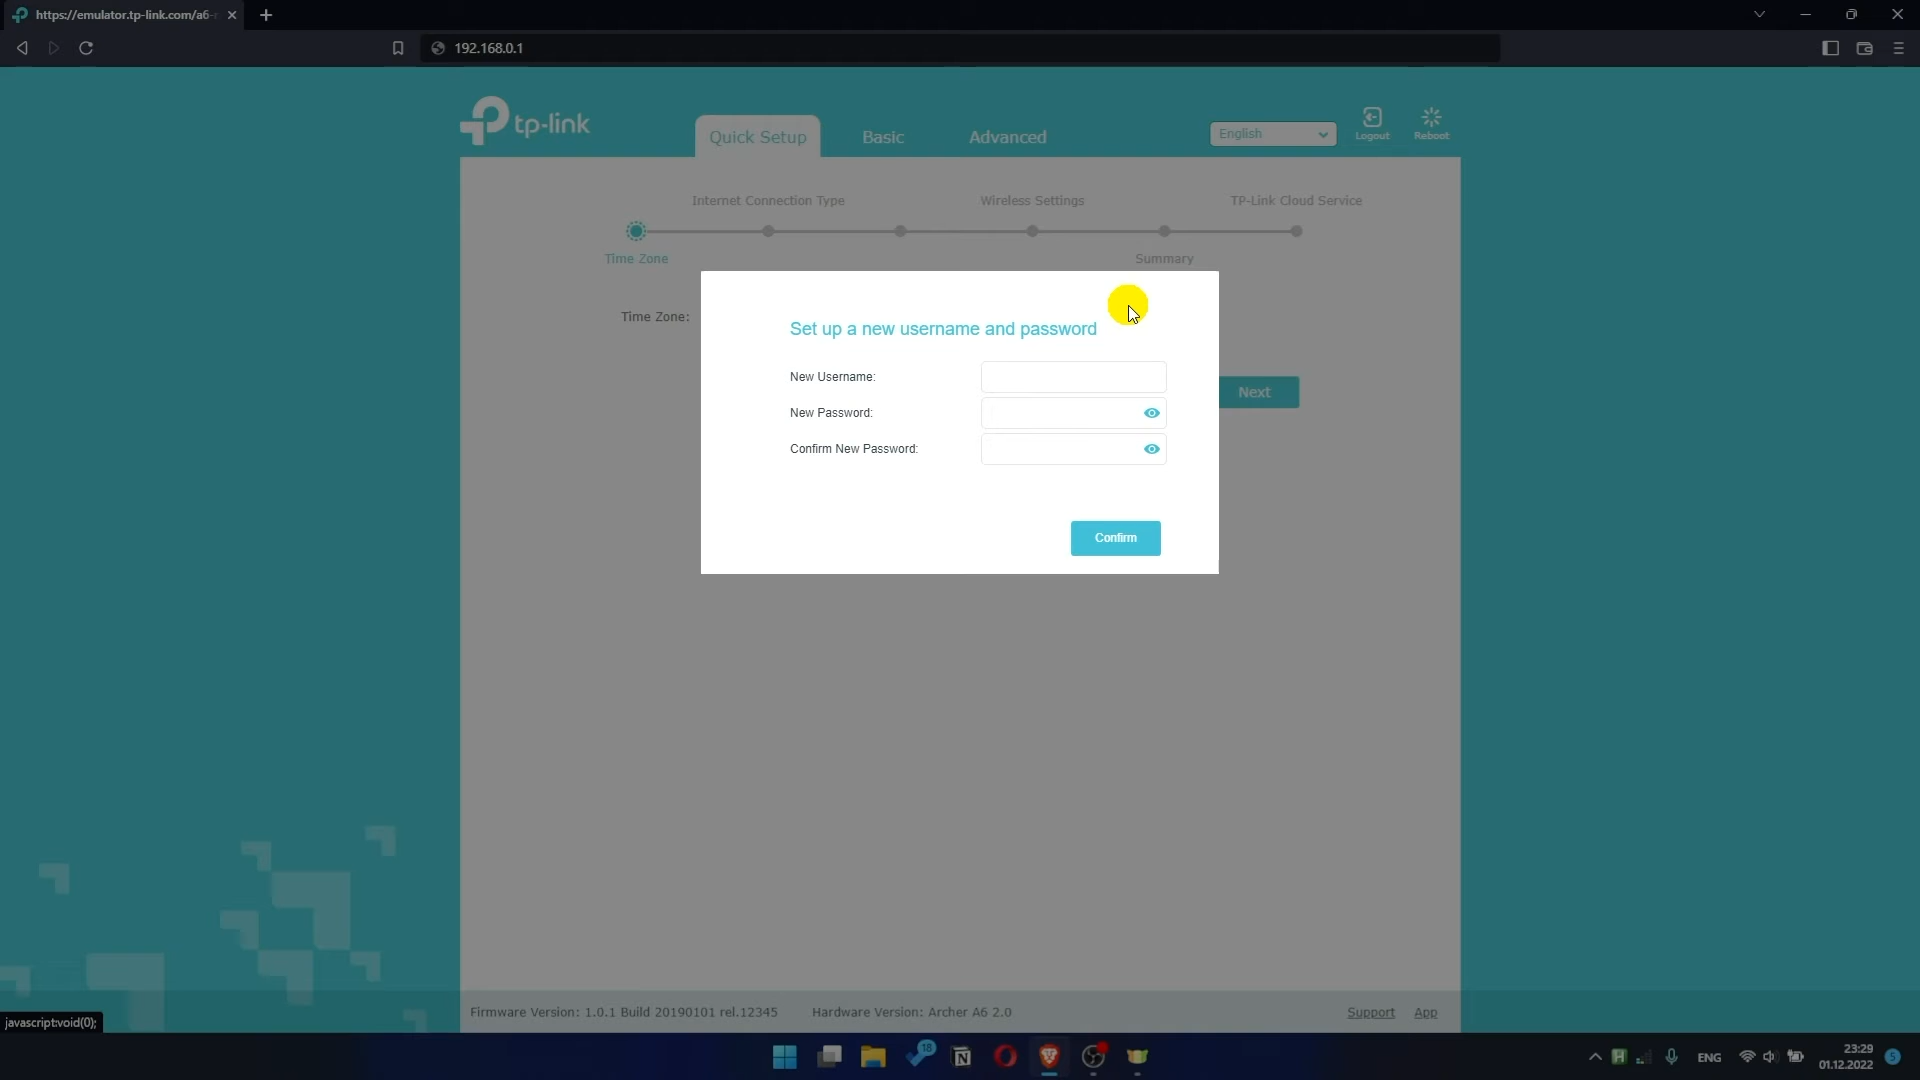 https://emulator.tp-link.com/a6-
192.168.0.1
tp-link
Quick Setup
Basic
Advanced
English
Logout
Reboot
Internet Connection Type
Wireless Settings
TP-Link Cloud Service
Time Zone
Summary
Time Zone:
Set up a new username and password
New Username:
New Password:
Next
Confirm New Password:
Confirm
Firmware Version: 1.0.1 Build 20190101 rel.12345
Hardware Version: Archer A6 2.0
Support
App
javascript:void(0);
18
ENG
23:29
01.12.2022
5